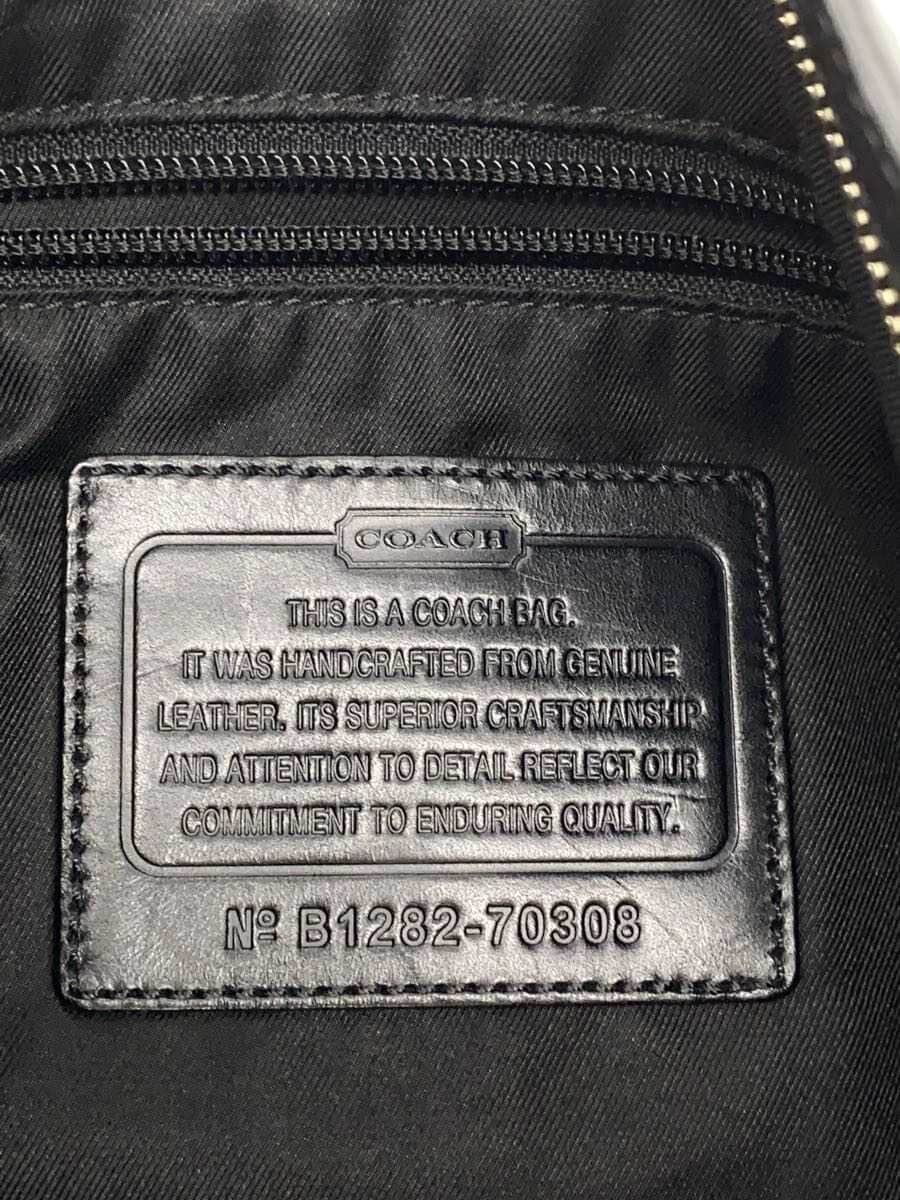 COACH
THIS IS A COACH BAG.
IT WAS HANDCRAFTED FROM GENUINE
LEATHER. ITS SUPERIOR CRAFTSMANSHIP
AND ATTENTION TO DETAIL REFLECT OUR
COMMITMENT TO ENDURING QUALITY.
Nº B1282-70308